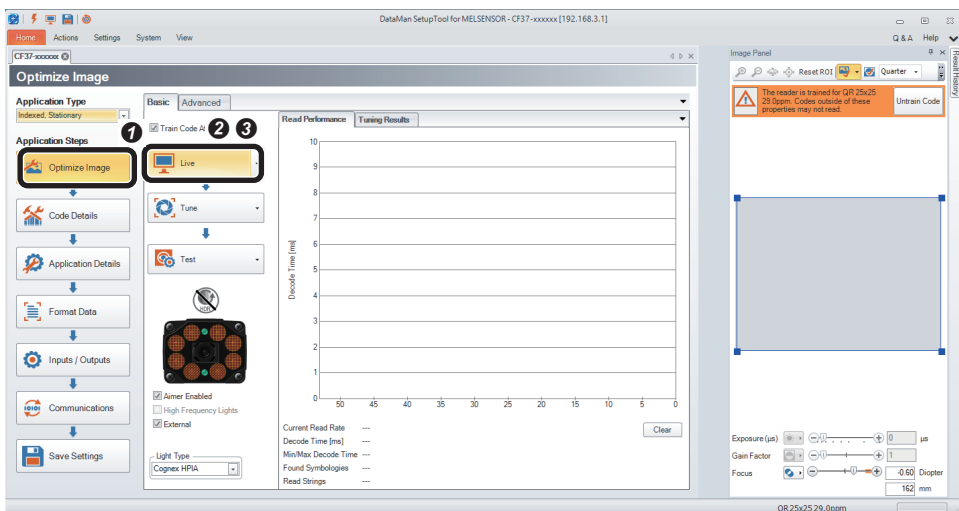 DataMan SetupTool for MELSENSOR - CF37-xxxxxx [192.168.3.1]
Home Actions Settings System View Q & A Help
CF37-xxxxxx
Optimize Image
Application Type
Indexed, Stationary
Application Steps
1
Optimize Image
Code Details
Application Details
Format Data
Inputs / Outputs
Communications
Save Settings
Basic Advanced
Train Code At
2 3
Live
Tune
Test
HDR
Aimer Enabled
High Frequency Lights
External
Light Type
Cognex HPIA
Read Performance Tuning Results
Decode Time [ms]
10
9
8
7
6
5
4
3
2
1
0
50 45 40 35 30 25 20 15 10 5 0
Current Read Rate ---
Decode Time [ms] ---
Min/Max Decode Time ---
Found Symbologies ---
Read Strings ---
Clear
Image Panel
Result History
Reset ROI Quarter
The reader is trained for QR 25x25
29.0ppm. Codes outside of these
properties may not read.
Untrain Code
Exposure (µs) 0 µs
Gain Factor 1
Focus -0.60 Diopter
162 mm
QR 25x25 29.0ppm